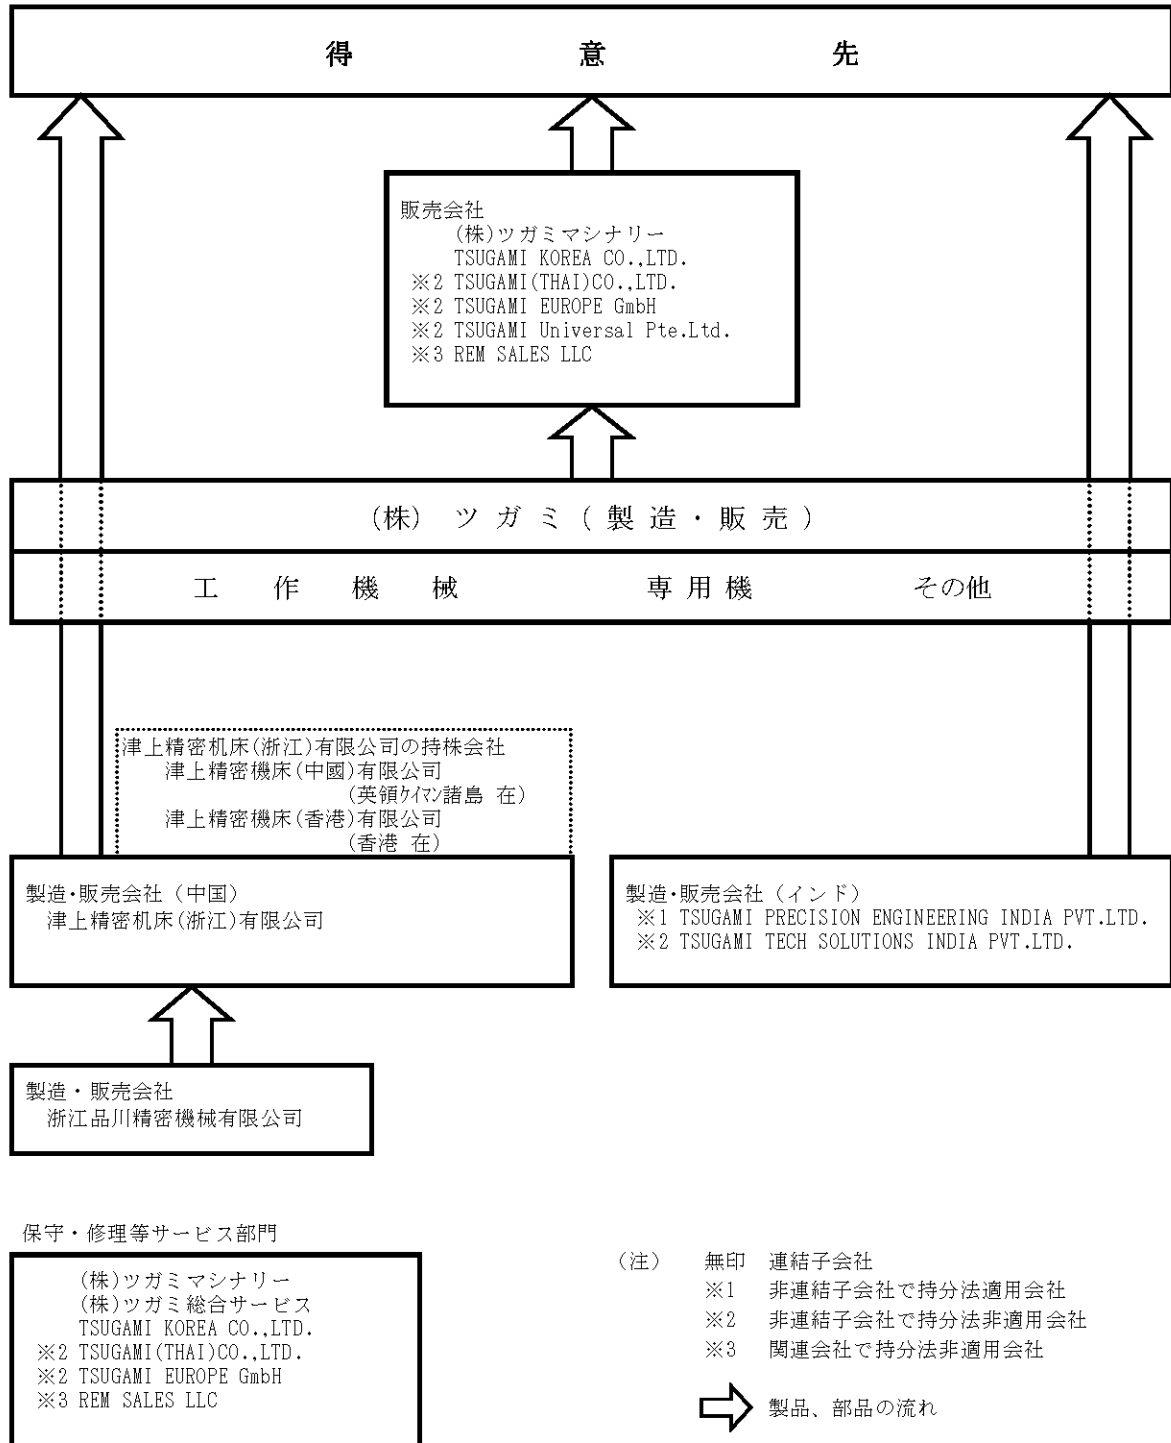 得意先
販売会社
(株)ツガミマシナリー
TSUGAMI KOREA CO.,LTD.
※2 TSUGAMI(THAI)CO.,LTD.
※2 TSUGAMI EUROPE GmbH
※2 TSUGAMI Universal Pte.Ltd.
※3 REM SALES LLC
(株)ツガミ(製造・販売)
工作機械 専用機 その他
津上精密机床(浙江)有限公司の持株会社
津上精密機床(中國)有限公司
(英領ケイマン諸島 在)
津上精密機床(香港)有限公司
(香港 在)
製造・販売会社(中国)
津上精密机床(浙江)有限公司
製造・販売会社(インド)
※1 TSUGAMI PRECISION ENGINEERING INDIA PVT.LTD.
※2 TSUGAMI TECH SOLUTIONS INDIA PVT.LTD.
製造・販売会社
浙江品川精密機械有限公司
保守・修理等サービス部門
(株)ツガミマシナリー
(株)ツガミ総合サービス
TSUGAMI KOREA CO.,LTD.
※2 TSUGAMI(THAI)CO.,LTD.
※2 TSUGAMI EUROPE GmbH
※3 REM SALES LLC
(注) 無印 連結子会社
※1 非連結子会社で持分法適用会社
※2 非連結子会社で持分法非適用会社
※3 関連会社で持分法非適用会社
製品、部品の流れ